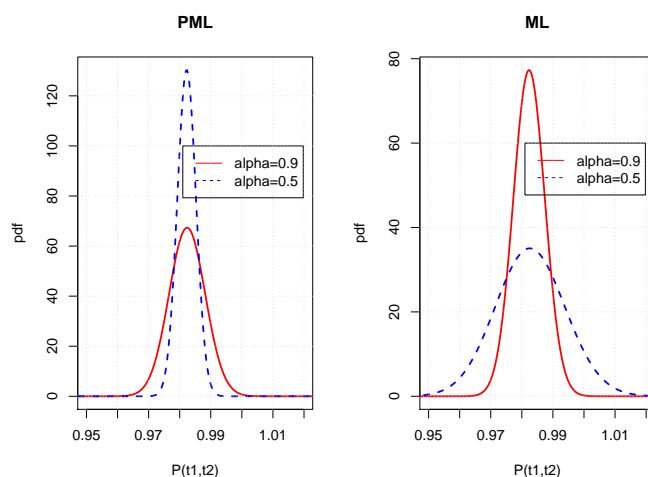 PML
pdf
120
100
80
60
40
20
0
alpha=0.9
alpha=0.5
0.95 0.97 0.99 1.01
P(t1,t2)
ML
pdf
80
60
40
20
0
alpha=0.9
alpha=0.5
0.95 0.97 0.99 1.01
P(t1,t2)